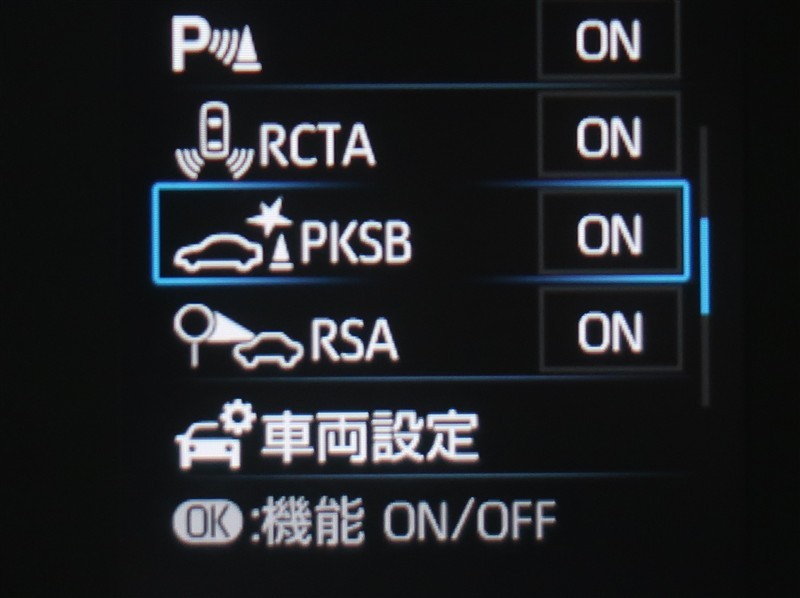 P ON
RCTA ON
PKSB ON
RSA ON
車両設定
OK:機能 ON/OFF